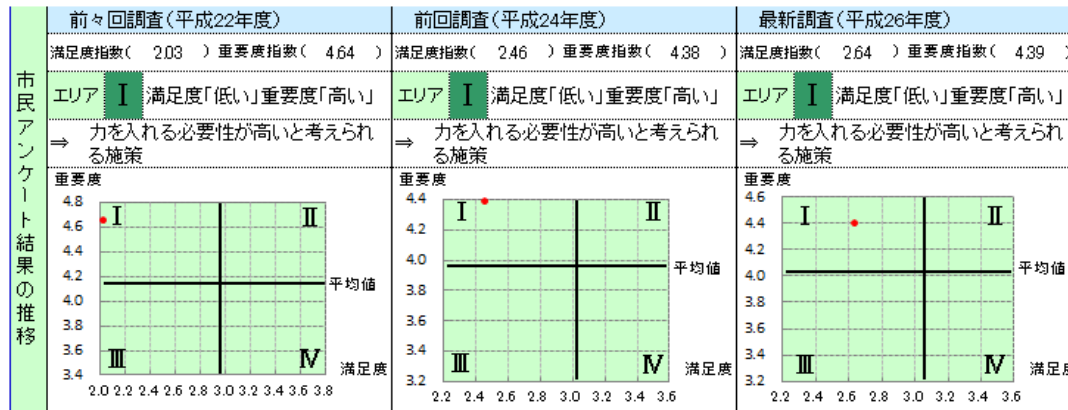 市民アンケート結果の推移
前々回調査(平成22年度)
満足度指数( 2.03 )重要度指数( 4.64 )
エリア Ⅰ 満足度「低い」重要度「高い」
⇒ 力を入れる必要性が高いと考えられ
る施策
重要度
4.8
4.6
4.4
4.2
4.0
3.8
3.6
3.4
Ⅰ Ⅱ
平均値
Ⅲ Ⅳ
満足度
2.0 2.2 2.4 2.6 2.8 3.0 3.2 3.4 3.6 3.8
前回調査(平成24年度)
満足度指数( 2.46 )重要度指数( 4.38 )
エリア Ⅰ 満足度「低い」重要度「高い」
⇒ 力を入れる必要性が高いと考えられ
る施策
重要度
4.4
4.2
4.0
3.8
3.6
3.4
3.2
Ⅰ Ⅱ
平均値
Ⅲ Ⅳ
満足度
2.2 2.4 2.6 2.8 3.0 3.2 3.4 3.6
最新調査(平成26年度)
満足度指数( 2.64 )重要度指数( 4.39 )
エリア Ⅰ 満足度「低い」重要度「高い」
⇒ 力を入れる必要性が高いと考えられ
る施策
重要度
4.6
4.4
4.2
4.0
3.8
3.6
3.4
3.2
Ⅰ Ⅱ
平均値
Ⅲ Ⅳ
満足度
2.2 2.4 2.6 2.8 3.0 3.2 3.4 3.6